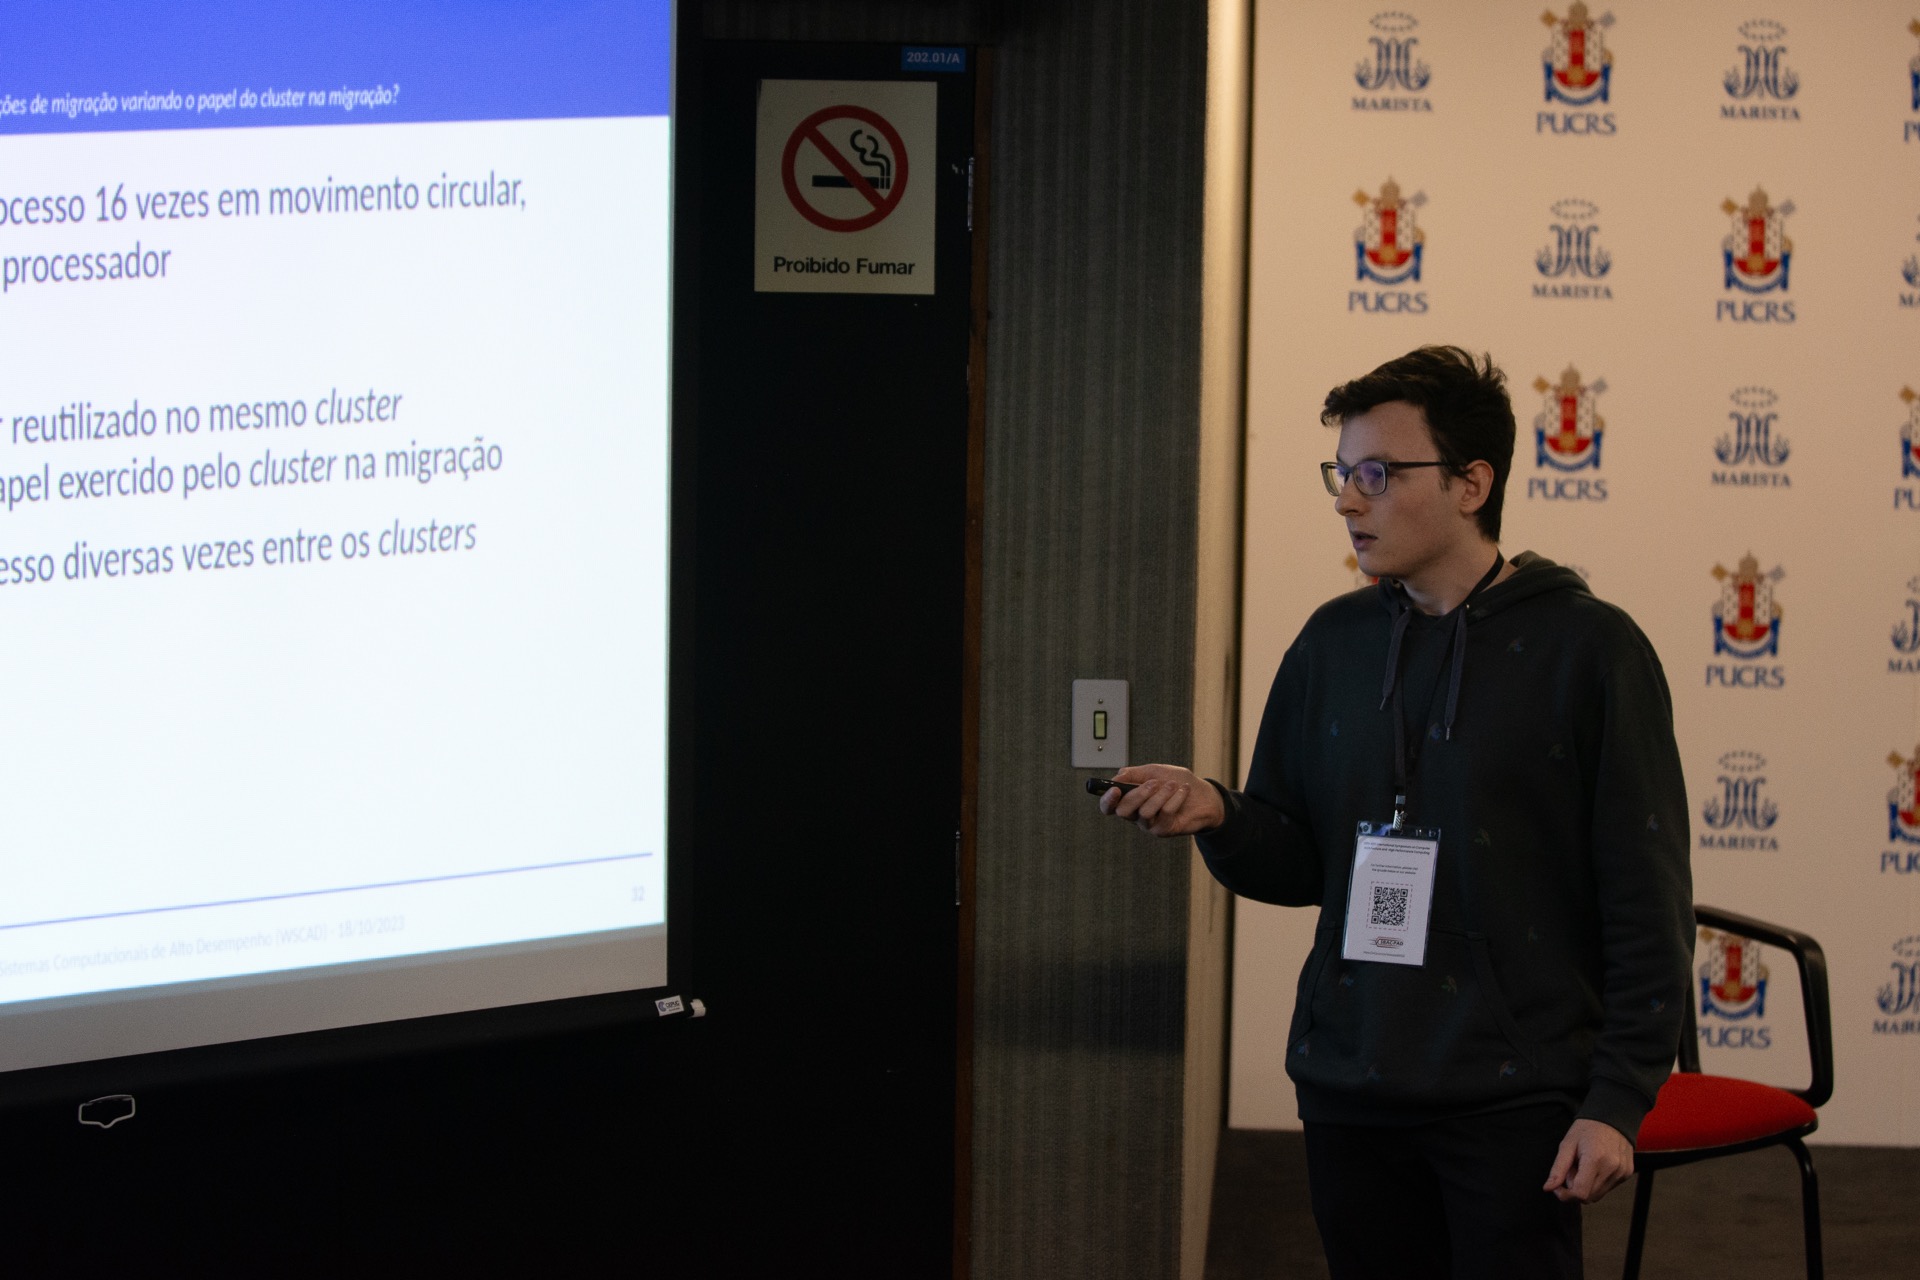 ções de migração variando o papel do cluster na migração?
ocesso 16 vezes em movimento circular,
processador
r reutilizado no mesmo cluster
apel exercido pelo cluster na migração
esso diversas vezes entre os clusters
12
Sistemas Computacionais de Alto Desempenho (WSCAD) - 18/10/2023
202.01/A
Proibido Fumar
MARISTA
PUCRS
MARISTA
PUCRS
MARISTA
PUCRS
PUCRS
MARISTA
PUCRS
MARISTA
PUCRS
MARISTA
PUCRS
MARISTA